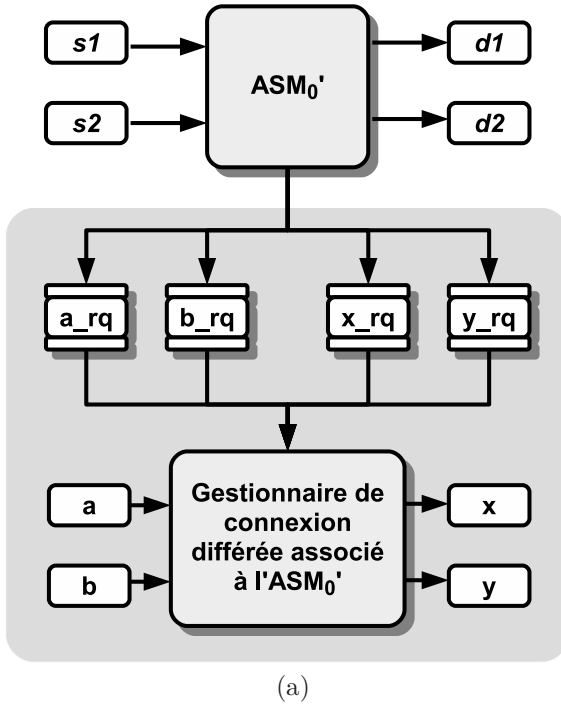 s1
d1
ASM₀'
s2
d2
a_rq
b_rq
x_rq
y_rq
Gestionnaire de
connexion
différée associé
à l'ASM₀'
a
x
b
y
(a)